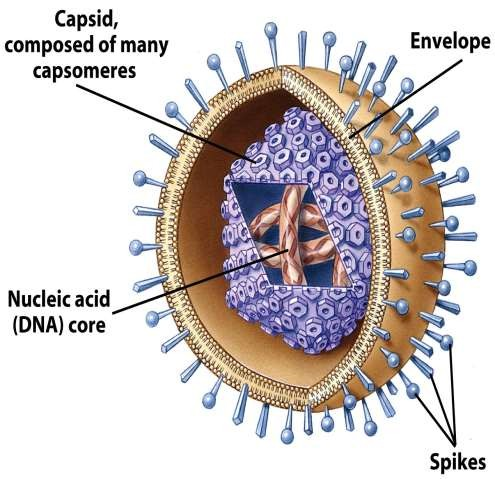 Capsid,
composed of many
capsomeres
Envelope
Nucleic acid
(DNA) core
Spikes